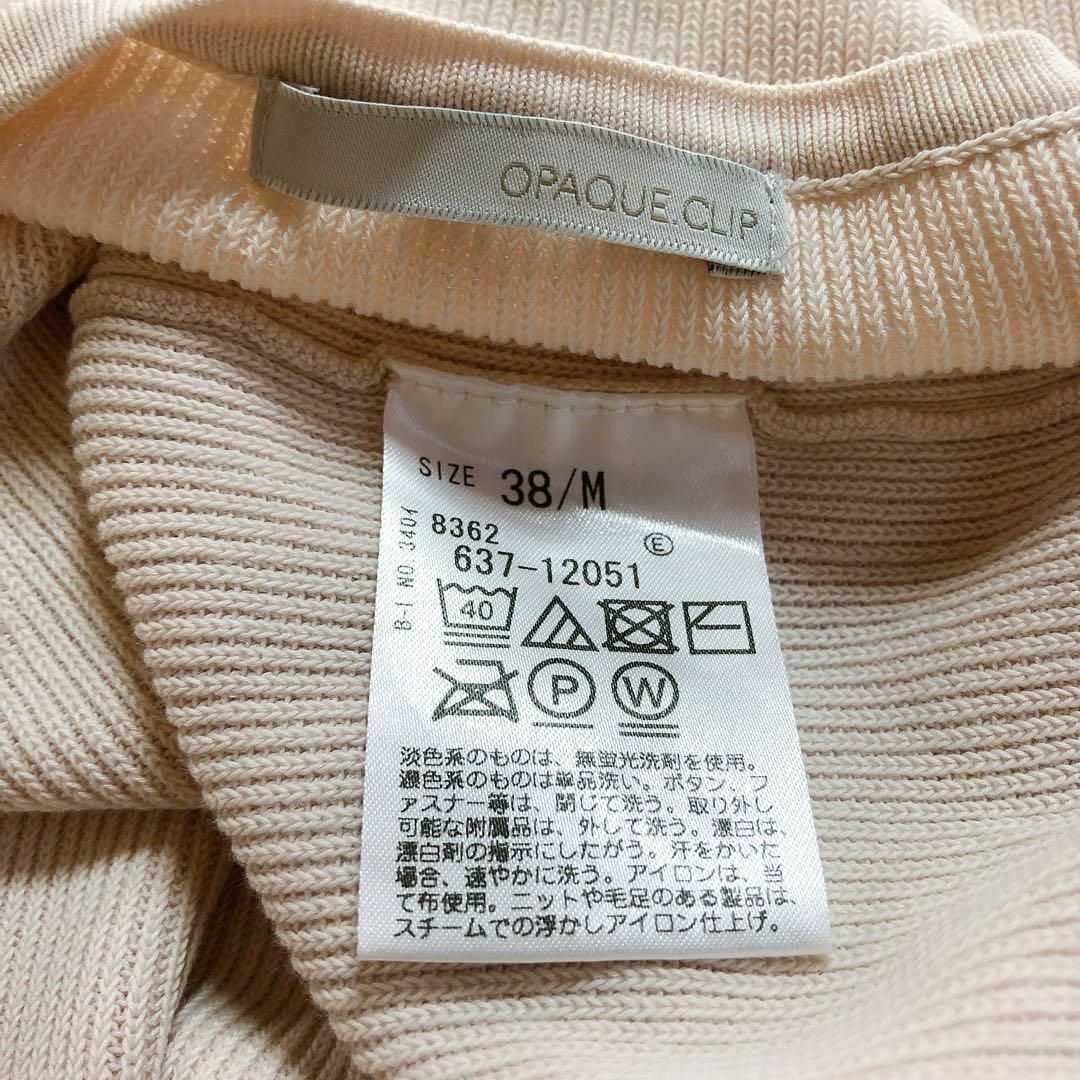 OPAQUE.CLIP
SIZE 38/M
8362
Ⓔ
637-12051
B-I NO 3401
40
P W
淡色系のものは、無蛍光洗剤を使用。
濃色系のものは単品洗い。ボタン、フ
ァスナー等は、閉じて洗う。取り外し
可能な附属品は、外して洗う。漂白は、
漂白剤の指示にしたがう。汗をかいた
場合、速やかに洗う。アイロンは、当
て布使用。ニットや毛足のある製品は、
スチームでの浮かしアイロン仕上げ。